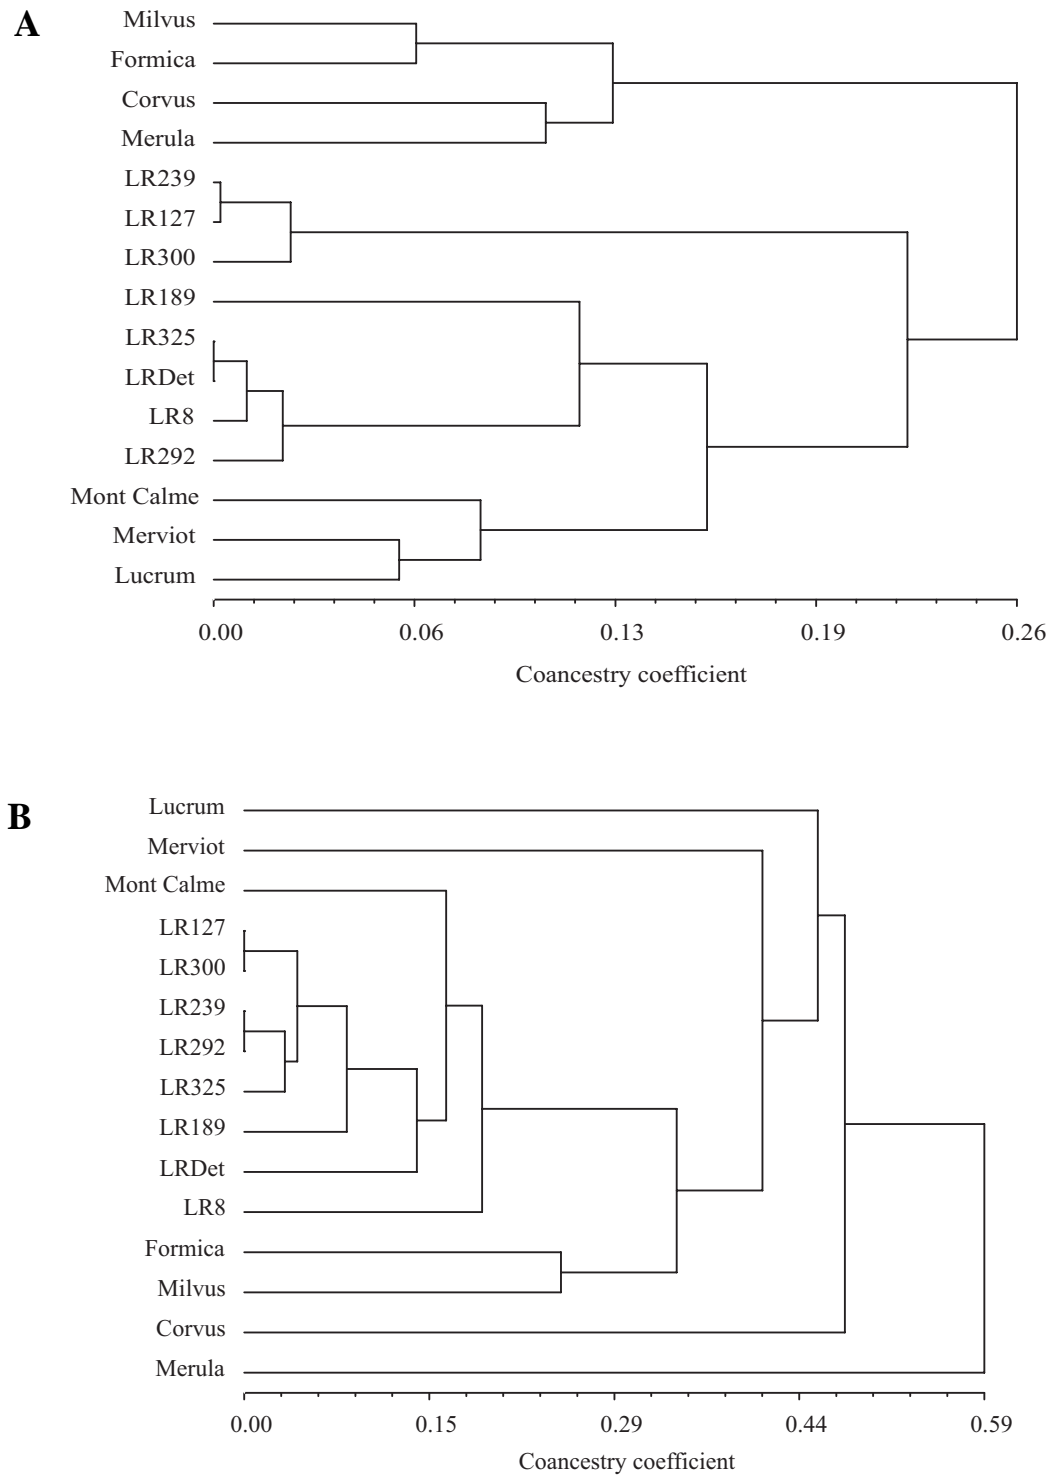 A
Milvus
Formica
Corvus
Merula
LR239
LR127
LR300
LR189
LR325
LRDet
LR8
LR292
Mont Calme
Merviot
Lucrum
0.00 0.06 0.13 0.19 0.26
Coancestry coefficient
B
Lucrum
Merviot
Mont Calme
LR127
LR300
LR239
LR292
LR325
LR189
LRDet
LR8
Formica
Milvus
Corvus
Merula
0.00 0.15 0.29 0.44 0.59
Coancestry coefficient